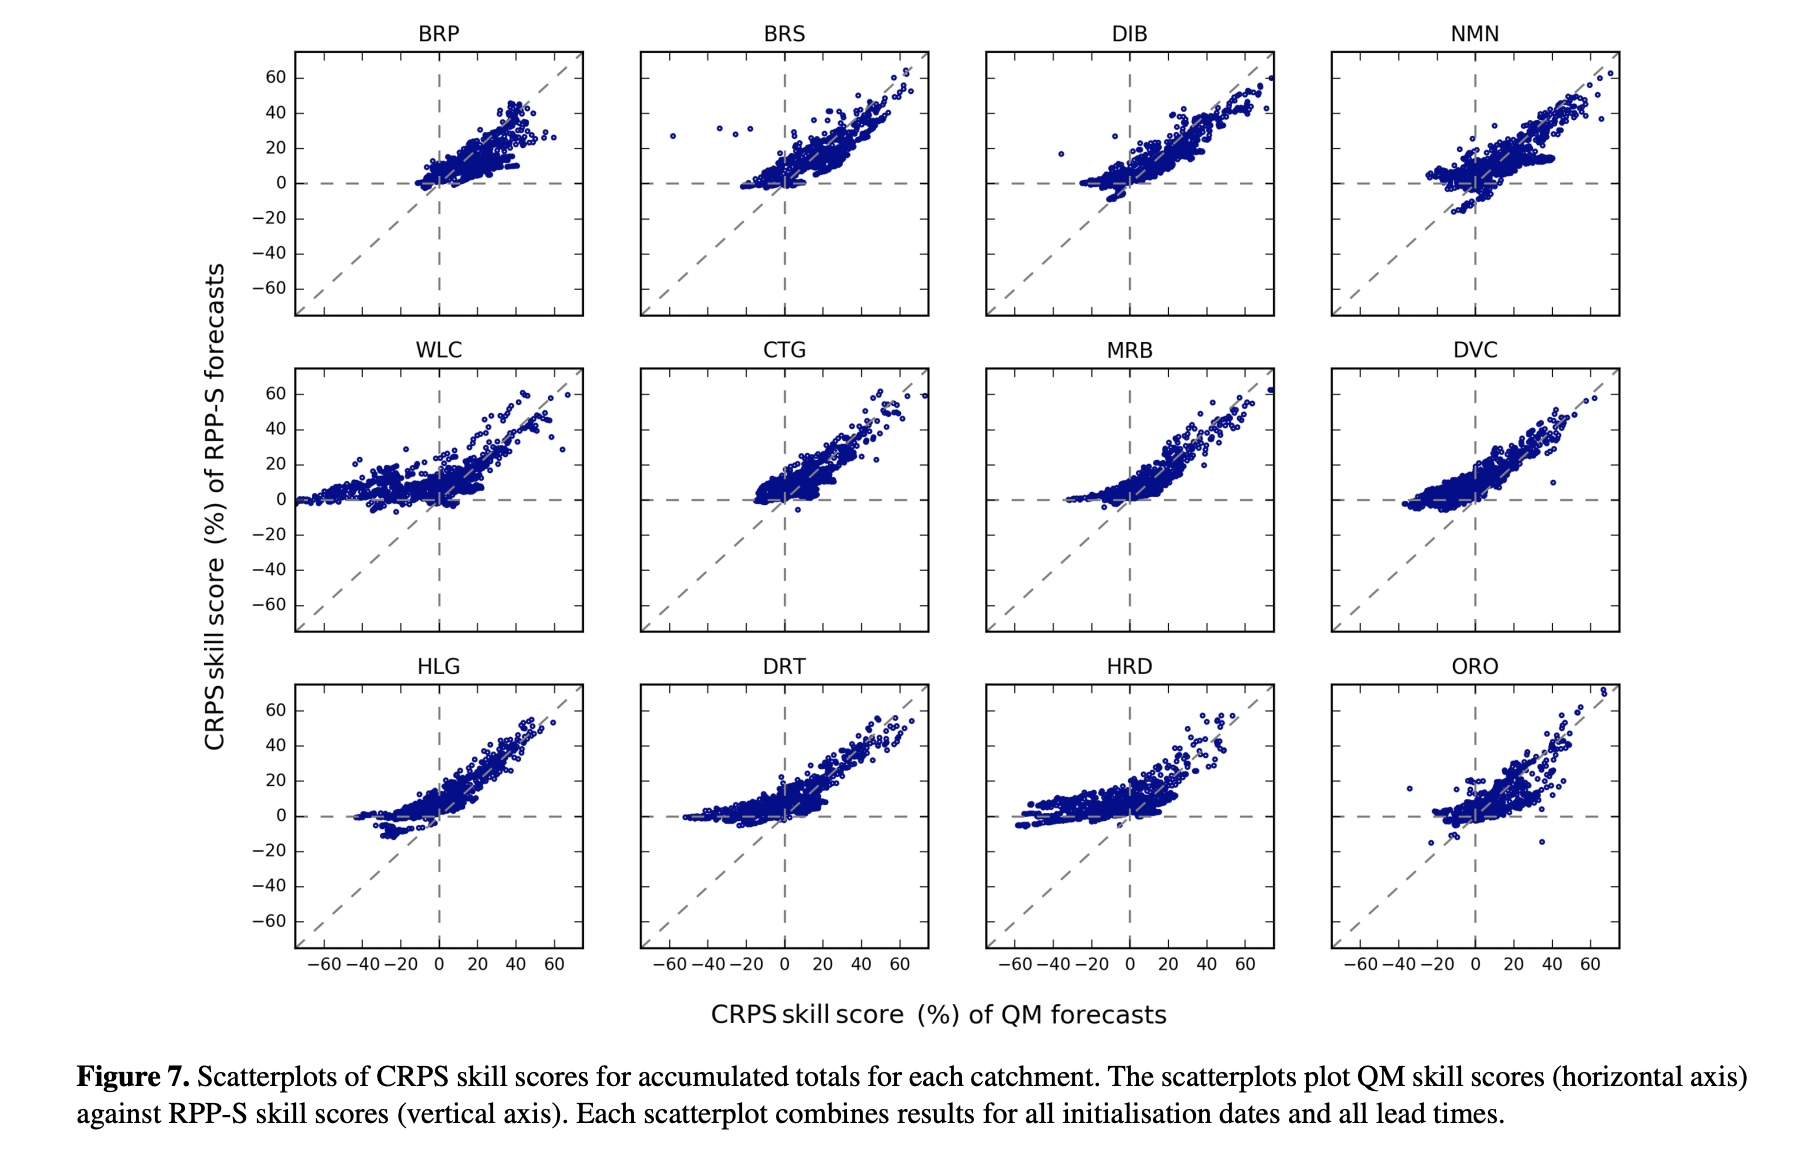 BRP BRS DIB NMN
60
40
20
0
−20
−40
−60
WLC CTG MRB DVC
60
40
20
0
−20
−40
−60
HLG DRT HRD ORO
60
40
20
0
−20
−40
−60
−60 −40 −20 0 20 40 60 −60 −40 −20 0 20 40 60 −60 −40 −20 0 20 40 60 −60 −40 −20 0 20 40 60
CRPS skill score (%) of RPP-S forecasts
CRPS skill score (%) of QM forecasts
Figure 7. Scatterplots of CRPS skill scores for accumulated totals for each catchment. The scatterplots plot QM skill scores (horizontal axis)
against RPP-S skill scores (vertical axis). Each scatterplot combines results for all initialisation dates and all lead times.